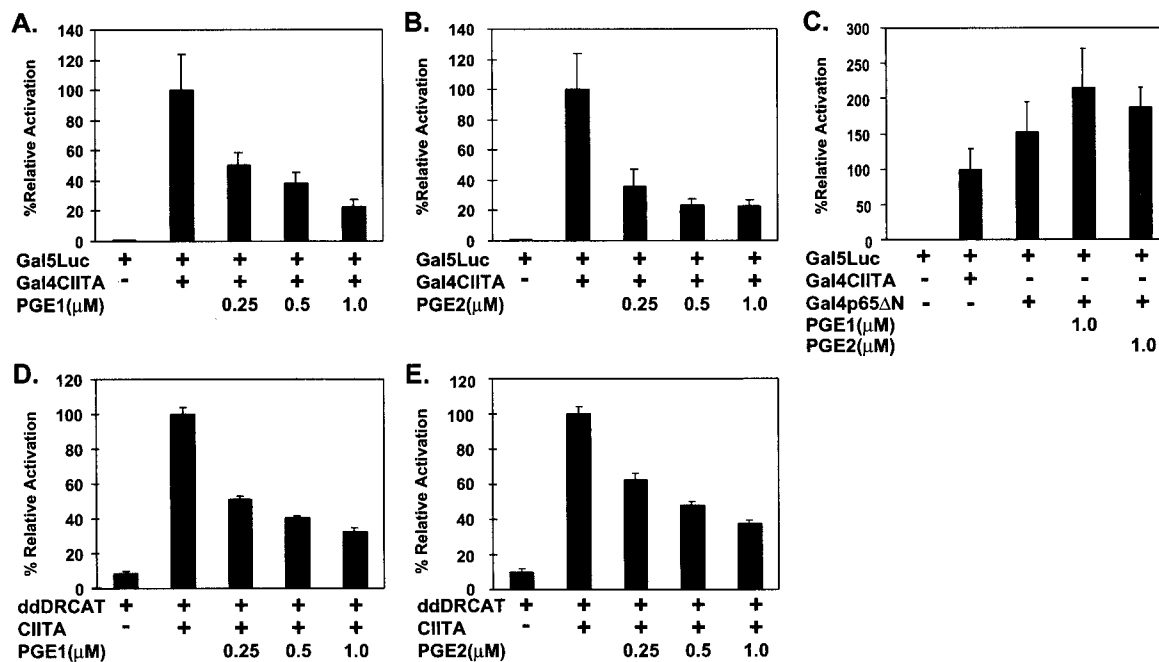 A.
%Relative Activation
140
120
100
80
60
40
20
0
Gal5Luc + + + + +
Gal4CIITA - + + + +
PGE1(µM) 0.25 0.5 1.0
B.
%Relative Activation
140
120
100
80
60
40
20
0
Gal5Luc + + + + +
Gal4CIITA - + + + +
PGE2(µM) 0.25 0.5 1.0
C.
%Relative Activation
300
250
200
150
100
50
0
Gal5Luc + + + + +
Gal4CIITA - + - - -
Gal4p65ΔN - - + + +
PGE1(µM) 1.0
PGE2(µM) 1.0
D.
% Relative Activation
120
100
80
60
40
20
0
ddDRCAT + + + + +
CIITA - + + + +
PGE1(µM) 0.25 0.5 1.0
E.
% Relative Activation
120
100
80
60
40
20
0
ddDRCAT + + + + +
CIITA - + + + +
PGE2(µM) 0.25 0.5 1.0